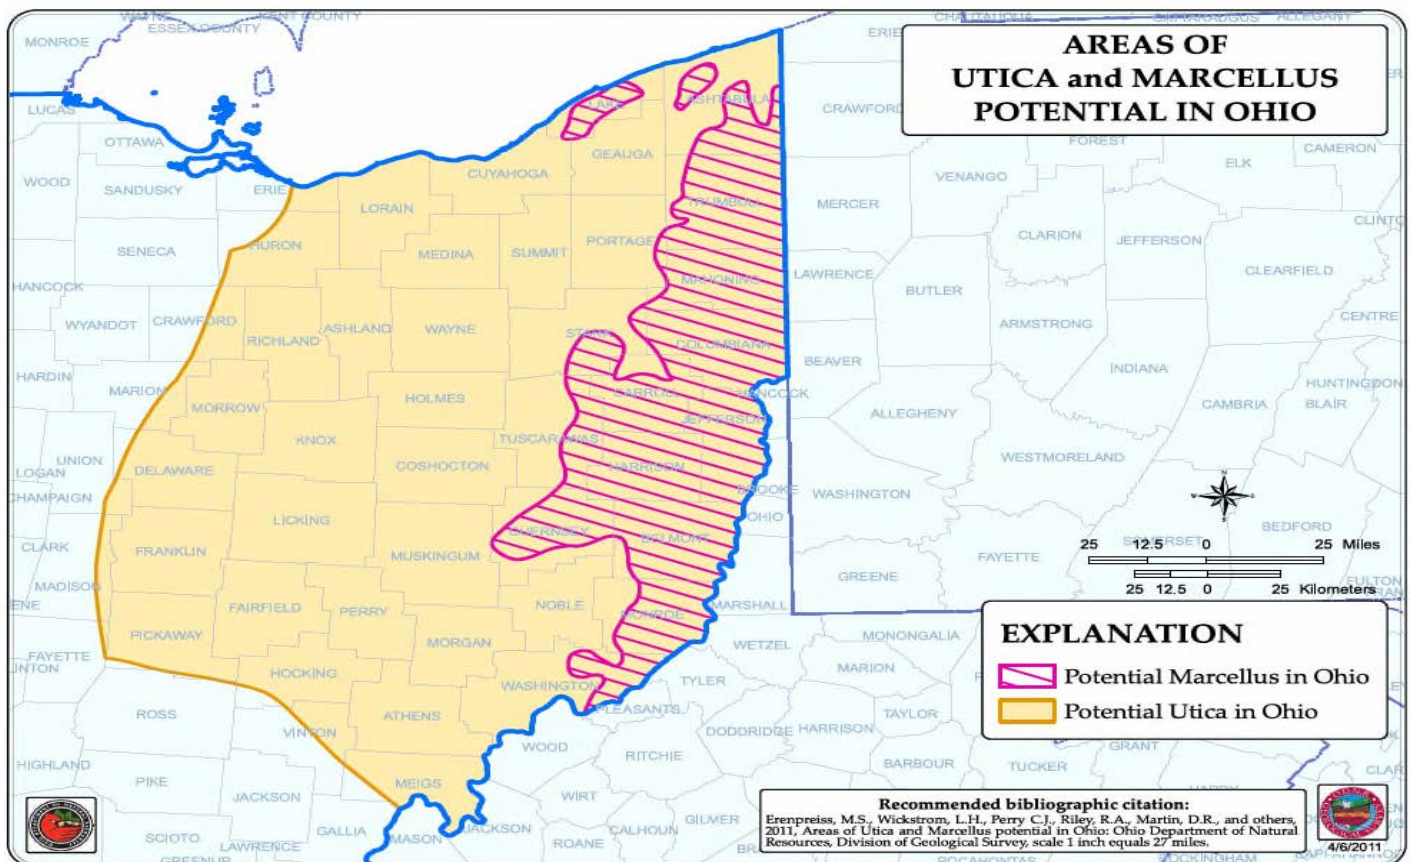 WAYNE
KENT COUNTY
ESSEX COUNTY
MONROE
CHAUTAUQUA
CATTARAUGUS
ALLEGANY
ERIE
AREAS OF
UTICA and MARCELLUS
POTENTIAL IN OHIO
LUCAS
LAKE
ASHTABULA
CRAWFORD
OTTAWA
GEAUGA
FOREST
CAMERON
ELK
WOOD
SANDUSKY
ERIE
CUYAHOGA
VENANGO
LORAIN
TRUMBULL
MERCER
CLINTO
SENECA
HURON
MEDINA
SUMMIT
PORTAGE
CLARION
JEFFERSON
HANCOCK
MAHONING
LAWRENCE
BUTLER
CLEARFIELD
WYANDOT
CRAWFORD
RICHLAND
ASHLAND
WAYNE
STARK
COLUMBIANA
ARMSTRONG
CENTRE
HARDIN
MARION
MORROW
HOLMES
CARROLL
HANCOCK
BEAVER
INDIANA
HUNTINGDON
CAMBRIA
BLAIR
ALLEGHENY
KNOX
TUSCARAWAS
JEFFERSON
UNION
LOGAN
DELAWARE
COSHOCTON
HARRISON
WESTMORELAND
CHAMPAIGN
BROOKE
WASHINGTON
LICKING
GUERNSEY
OHIO
BEDFORD
CLARK
FRANKLIN
MUSKINGUM
BELMONT
FAYETTE
SOMERSET
25 12.5 0 25 Miles
25 12.5 0 25 Kilometers
MADISON
GREENE
FULTON
FAIRFIELD
PERRY
NOBLE
MONROE
MARSHALL
PICKAWAY
MORGAN
WETZEL
MONONGALIA
EXPLANATION
Potential Marcellus in Ohio
Potential Utica in Ohio
FAYETTE
HOCKING
MARION
WASHINGTON
TYLER
ROSS
ATHENS
PLEASANTS
TAYLOR
VINTON
DODDRIDGE
HARRISON
WOOD
RITCHIE
GRANT
HIGHLAND
PIKE
MEIGS
BARBOUR
TUCKER
JACKSON
WIRT
GALLIA
MASON
JACKSON
GILMER
SCIOTO
LAWRENCE
ROANE
CALHOUN
GREENUP
POCAHONTAS
ROCKINGHAM
Recommended bibliographic citation:
Erenpreiss, M.S., Wickstrom, L.H., Perry C.J., Riley, R.A., Martin, D.R., and others,
2011, Areas of Utica and Marcellus potential in Ohio: Ohio Department of Natural
Resources, Division of Geological Survey, scale 1 inch equals 27 miles.
4/6/2011